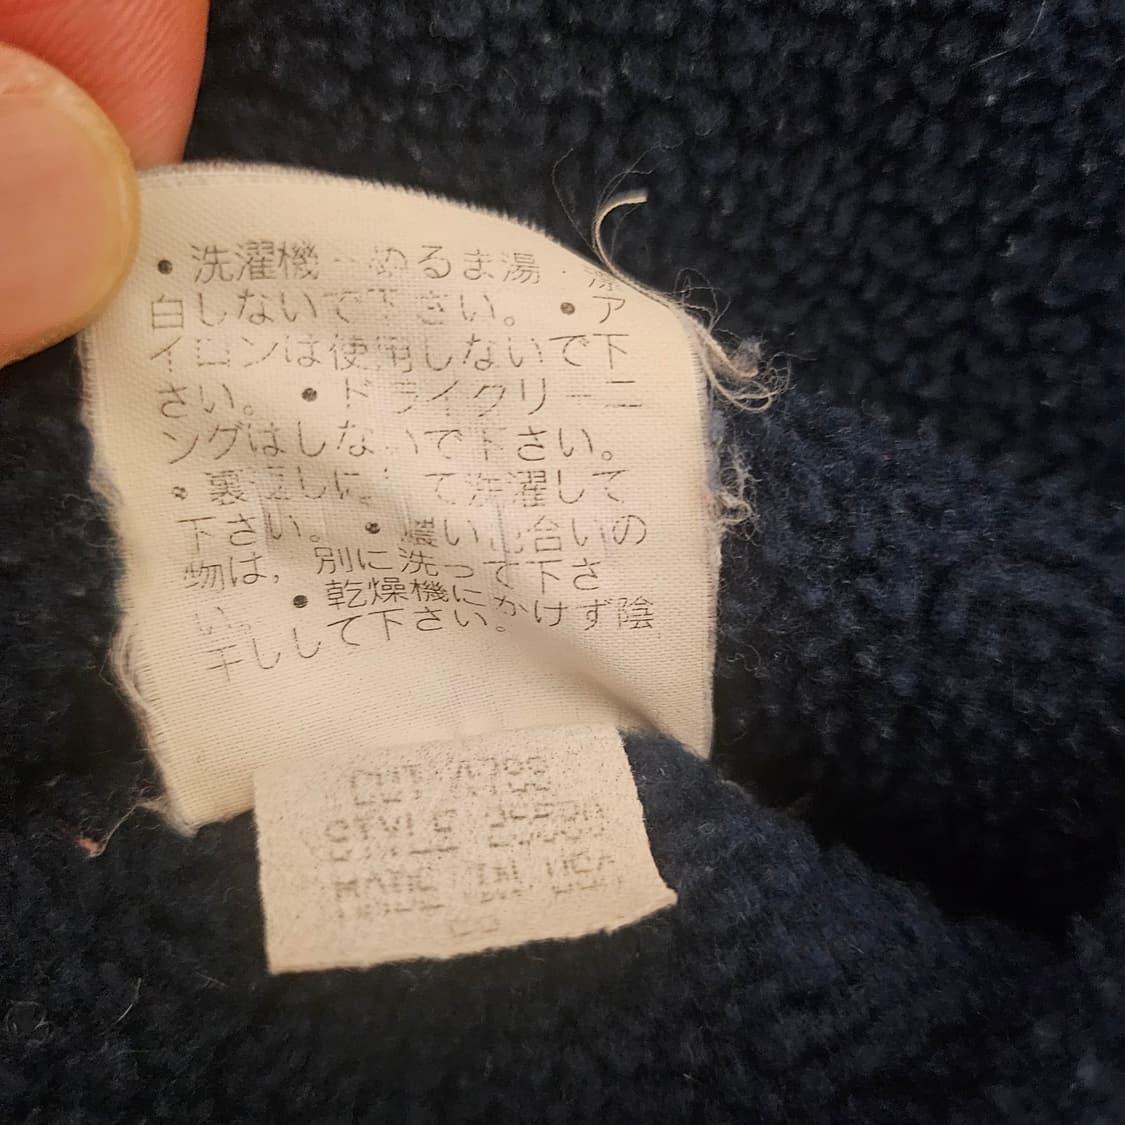 • 洗濯機・ぬるま湯・漂
白しないで下さい。 • ア
イロンは使用しないで下
さい。 • ドライクリーニ
ングはしないで下さい。
• 裏返しにして洗濯して
下さい。 • 濃い色合いの
物は, 別に洗って下さ
い。 • 乾燥機にかけず陰
干しして下さい。
MADE IN USA